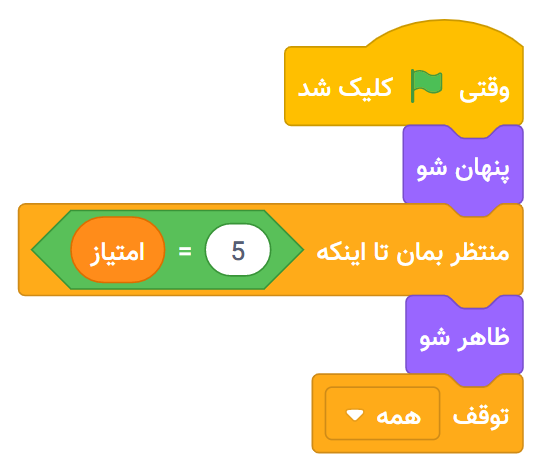 وقتی کلیک شد
پنهان شو
منتظر بمان تا اینکه 5 = امتیاز
ظاهر شو
توقف همه